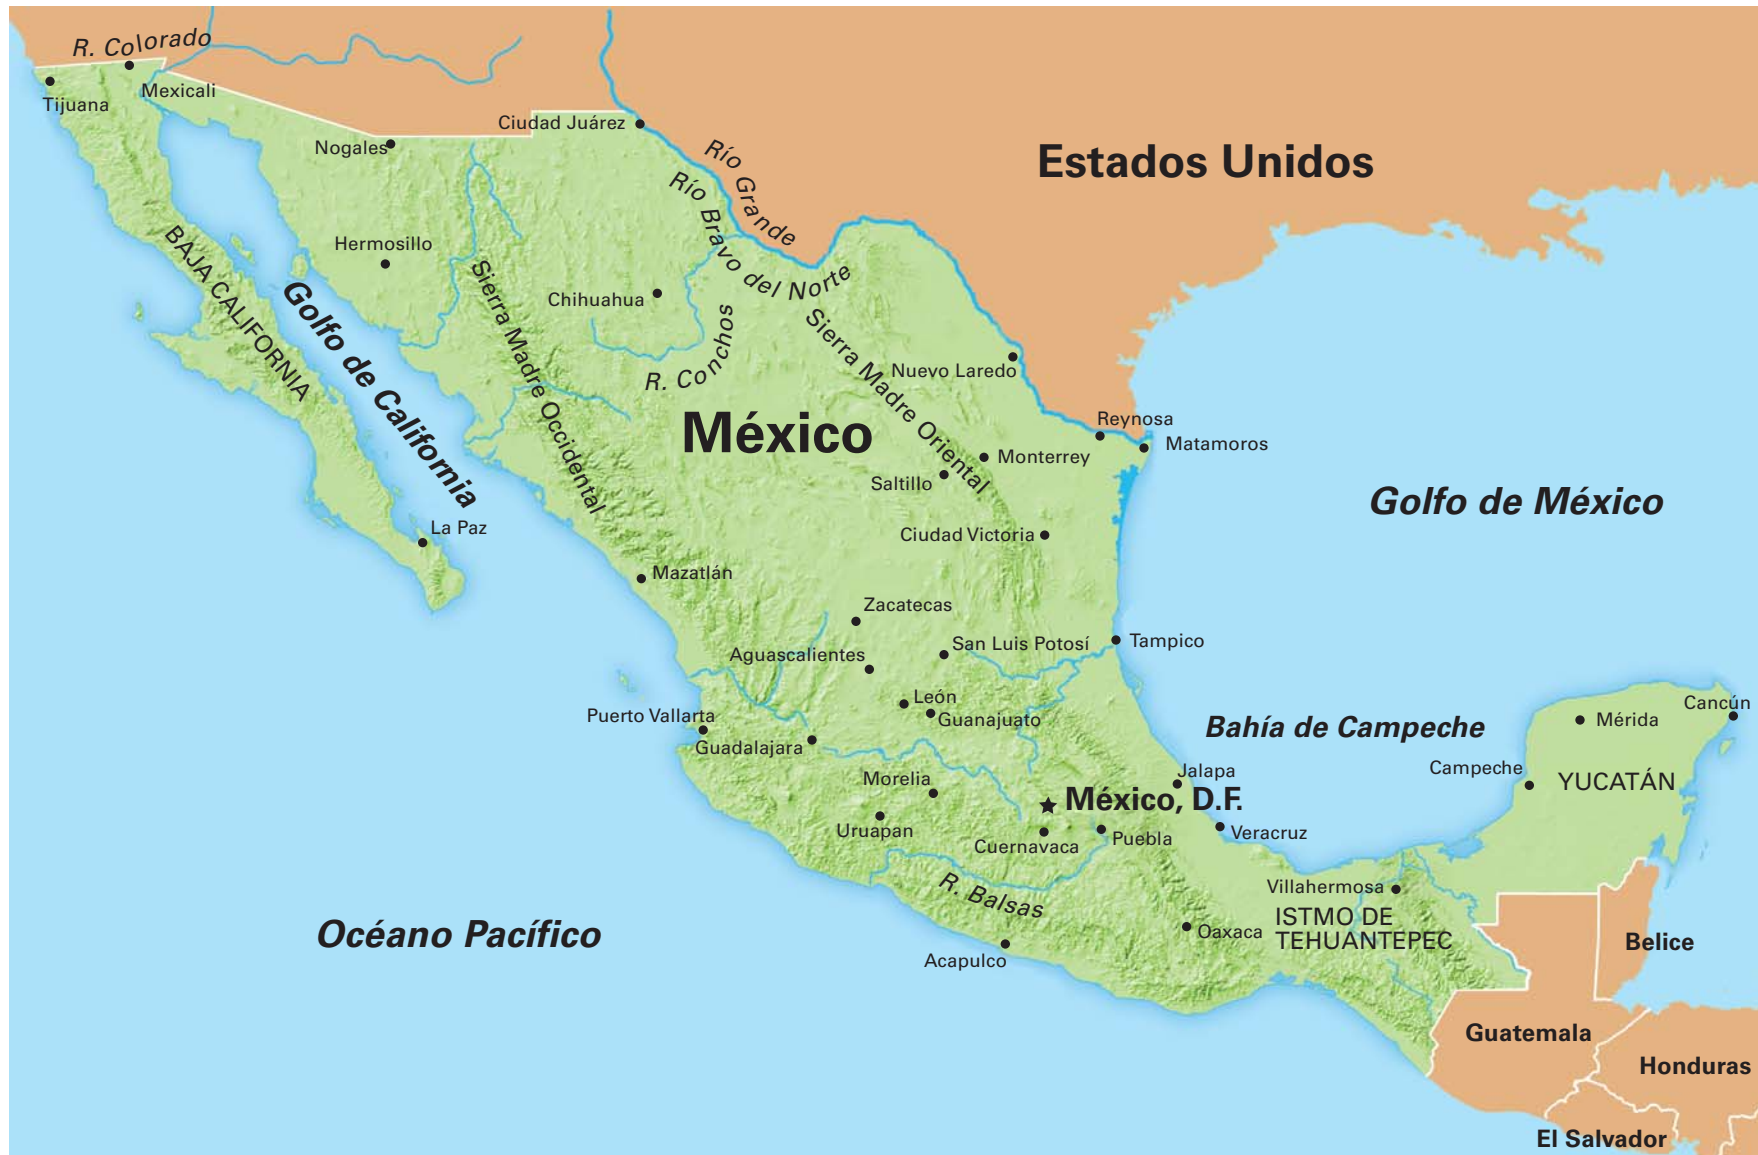 R. Colorado
Mexicali
Tijuana
Ciudad Juárez
Nogales
Río Grande
Estados Unidos
Río Bravo del Norte
Hermosillo
BAJA CALIFORNIA
Golfo de California
Sierra Madre Occidental
Chihuahua
R. Conchos
Sierra Madre Oriental
Nuevo Laredo
México
Reynosa
Matamoros
Monterrey
Saltillo
Golfo de México
La Paz
Ciudad Victoria
Mazatlán
Zacatecas
San Luis Potosí
Tampico
Aguascalientes
León
Guanajuato
Puerto Vallarta
Guadalajara
Bahía de Campeche
Mérida
Cancún
Campeche
YUCATÁN
Jalapa
Morelia
México, D.F.
Uruapan
Cuernavaca
Puebla
Veracruz
R. Balsas
Villahermosa
ISTMO DE
TEHUANTEPEC
Oaxaca
Acapulco
Océano Pacífico
Belice
Guatemala
Honduras
El Salvador